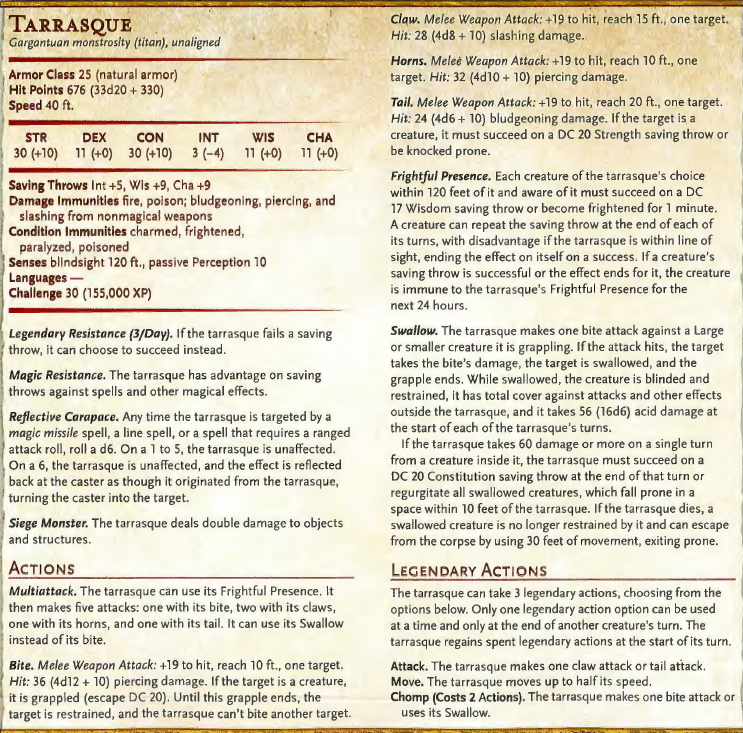 TARRASQUE
Gargantuan monstrosity (titan), unaligned
Armor Class 25 (natural armor)
Hit Points 676 (33d20 + 330)
Speed 40 ft.
STR DEX CON INT WIS CHA
30 (+10) 11 (+0) 30 (+10) 3 (−4) 11 (+0) 11 (+0)
Saving Throws Int +5, Wis +9, Cha +9
Damage Immunities fire, poison; bludgeoning, piercing, and
slashing from nonmagical weapons
Condition Immunities charmed, frightened,
paralyzed, poisoned
Senses blindsight 120 ft., passive Perception 10
Languages —
Challenge 30 (155,000 XP)
Legendary Resistance (3/Day). If the tarrasque fails a saving
throw, it can choose to succeed instead.
Magic Resistance. The tarrasque has advantage on saving
throws against spells and other magical effects.
Reflective Carapace. Any time the tarrasque is targeted by a
magic missile spell, a line spell, or a spell that requires a ranged
attack roll, roll a d6. On a 1 to 5, the tarrasque is unaffected.
On a 6, the tarrasque is unaffected, and the effect is reflected
back at the caster as though it originated from the tarrasque,
turning the caster into the target.
Siege Monster. The tarrasque deals double damage to objects
and structures.
ACTIONS
Multiattack. The tarrasque can use its Frightful Presence. It
then makes five attacks: one with its bite, two with its claws,
one with its horns, and one with its tail. It can use its Swallow
instead of its bite.
Bite. Melee Weapon Attack: +19 to hit, reach 10 ft., one target.
Hit: 36 (4d12 + 10) piercing damage. If the target is a creature,
it is grappled (escape DC 20). Until this grapple ends, the
target is restrained, and the tarrasque can't bite another target.
Claw. Melee Weapon Attack: +19 to hit, reach 15 ft., one target.
Hit: 28 (4d8 + 10) slashing damage.
Horns. Melee Weapon Attack: +19 to hit, reach 10 ft., one
target. Hit: 32 (4d10 + 10) piercing damage.
Tail. Melee Weapon Attack: +19 to hit, reach 20 ft., one target.
Hit: 24 (4d6 + 10) bludgeoning damage. If the target is a
creature, it must succeed on a DC 20 Strength saving throw or
be knocked prone.
Frightful Presence. Each creature of the tarrasque's choice
within 120 feet of it and aware of it must succeed on a DC
17 Wisdom saving throw or become frightened for 1 minute.
A creature can repeat the saving throw at the end of each of
its turns, with disadvantage if the tarrasque is within line of
sight, ending the effect on itself on a success. If a creature's
saving throw is successful or the effect ends for it, the creature
is immune to the tarrasque's Frightful Presence for the
next 24 hours.
Swallow. The tarrasque makes one bite attack against a Large
or smaller creature it is grappling. If the attack hits, the target
takes the bite's damage, the target is swallowed, and the
grapple ends. While swallowed, the creature is blinded and
restrained, it has total cover against attacks and other effects
outside the tarrasque, and it takes 56 (16d6) acid damage at
the start of each of the tarrasque's turns.
If the tarrasque takes 60 damage or more on a single turn
from a creature inside it, the tarrasque must succeed on a
DC 20 Constitution saving throw at the end of that turn or
regurgitate all swallowed creatures, which fall prone in a
space within 10 feet of the tarrasque. If the tarrasque dies, a
swallowed creature is no longer restrained by it and can escape
from the corpse by using 30 feet of movement, exiting prone.
LEGENDARY ACTIONS
The tarrasque can take 3 legendary actions, choosing from the
options below. Only one legendary action option can be used
at a time and only at the end of another creature's turn. The
tarrasque regains spent legendary actions at the start of its turn.
Attack. The tarrasque makes one claw attack or tail attack.
Move. The tarrasque moves up to half its speed.
Chomp (Costs 2 Actions). The tarrasque makes one bite attack or
uses its Swallow.